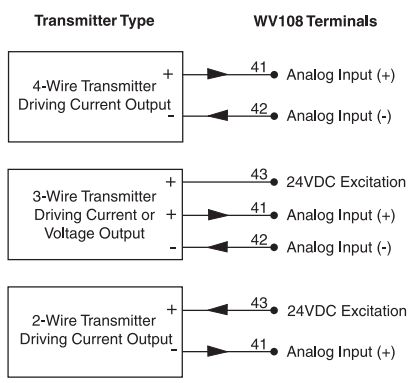 Transmitter Type
WV108 Terminals
4-Wire Transmitter
Driving Current Output
+
-
41
Analog Input (+)
42
Analog Input (-)
3-Wire Transmitter
Driving Current or
Voltage Output
+
+
-
43
24VDC Excitation
41
Analog Input (+)
42
Analog Input (-)
2-Wire Transmitter
Driving Current Output
+
-
43
24VDC Excitation
41
Analog Input (+)